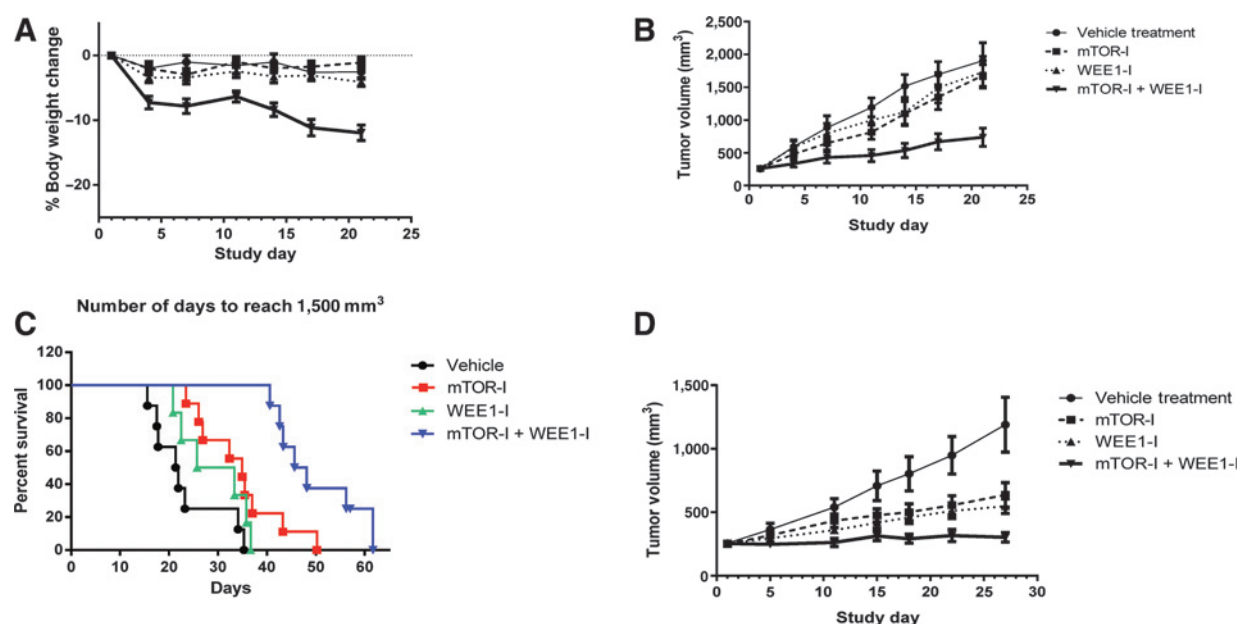 A
% Body weight change
0
−10
−20
0
5
10
15
20
25
Study day
B
Tumor volume (mm3)
2,500
2,000
1,500
1,000
500
0
0
5
10
15
20
25
Study day
Vehicle treatment
mTOR-I
WEE1-I
mTOR-I + WEE1-I
Number of days to reach 1,500 mm3
C
Percent survival
120
100
80
60
40
20
0
0
10
20
30
40
50
60
Days
Vehicle
mTOR-I
WEE1-I
mTOR-I + WEE1-I
D
Tumor volume (mm3)
1,500
1,000
500
0
0
5
10
15
20
25
30
Study day
Vehicle treatment
mTOR-I
WEE1-I
mTOR-I + WEE1-I